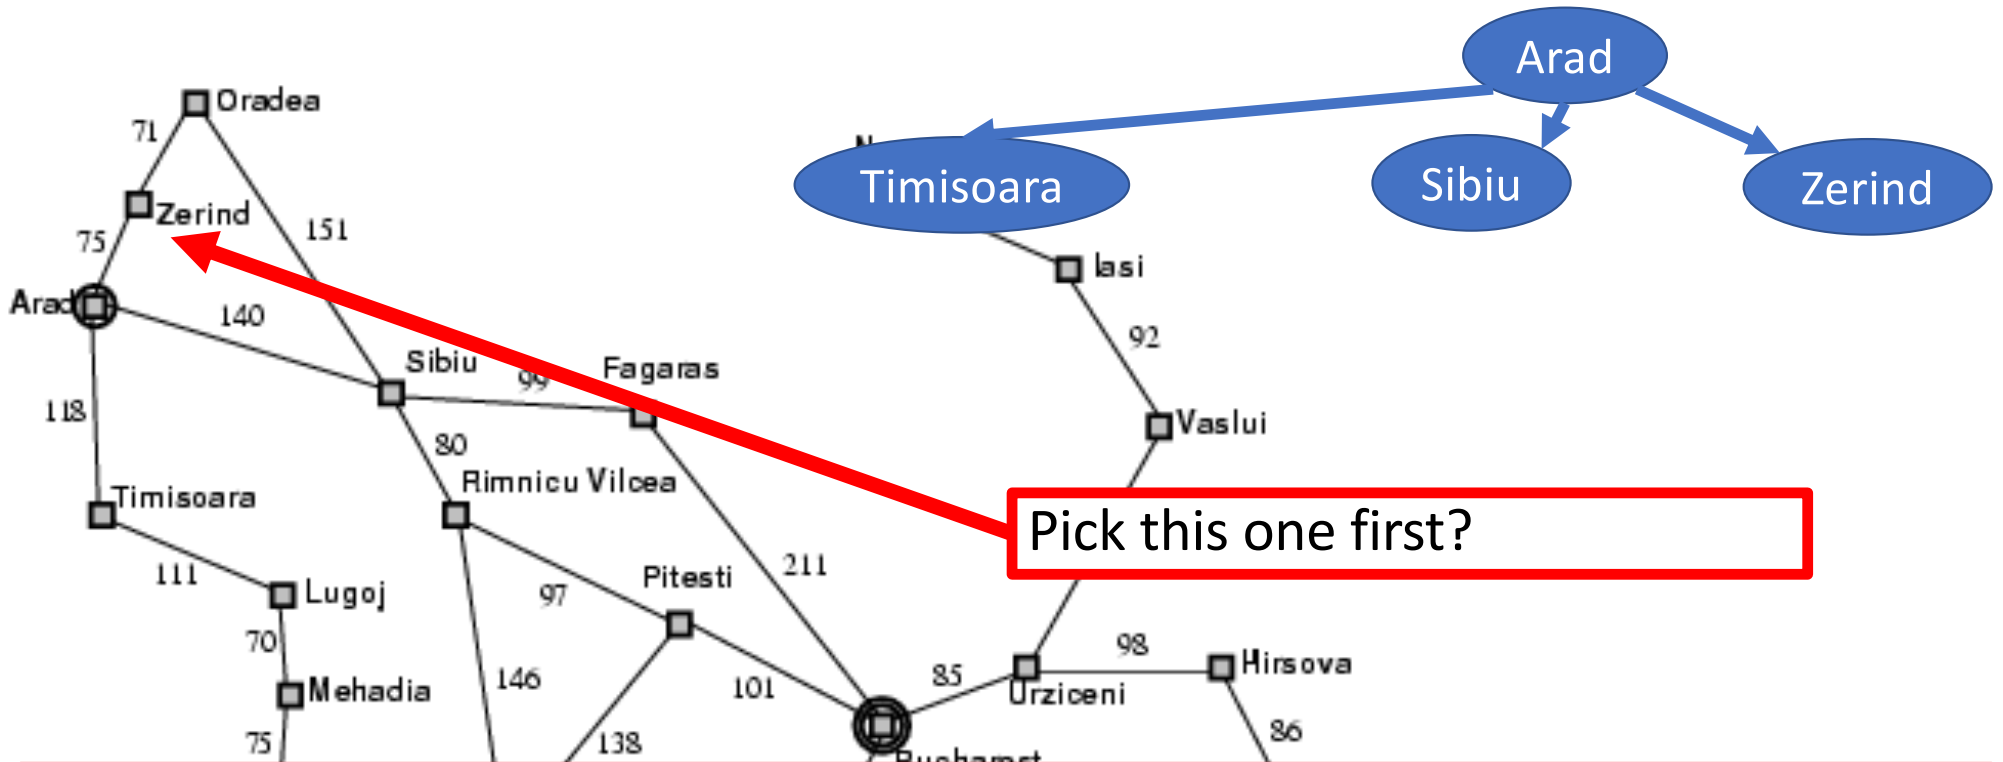 Arad
Oradea
71
N
Timisoara
Sibiu
Zerind
Zerind
151
75
Iasi
Arad
140
92
Sibiu
99
Fagaras
118
80
Vaslui
Rimnicu Vilcea
Timisoara
Pick this one first?
111
97
Pitesti
211
Lugoj
70
98
Hirsova
146
101
85
Urziceni
Mehadia
75
138
86
Bucharest